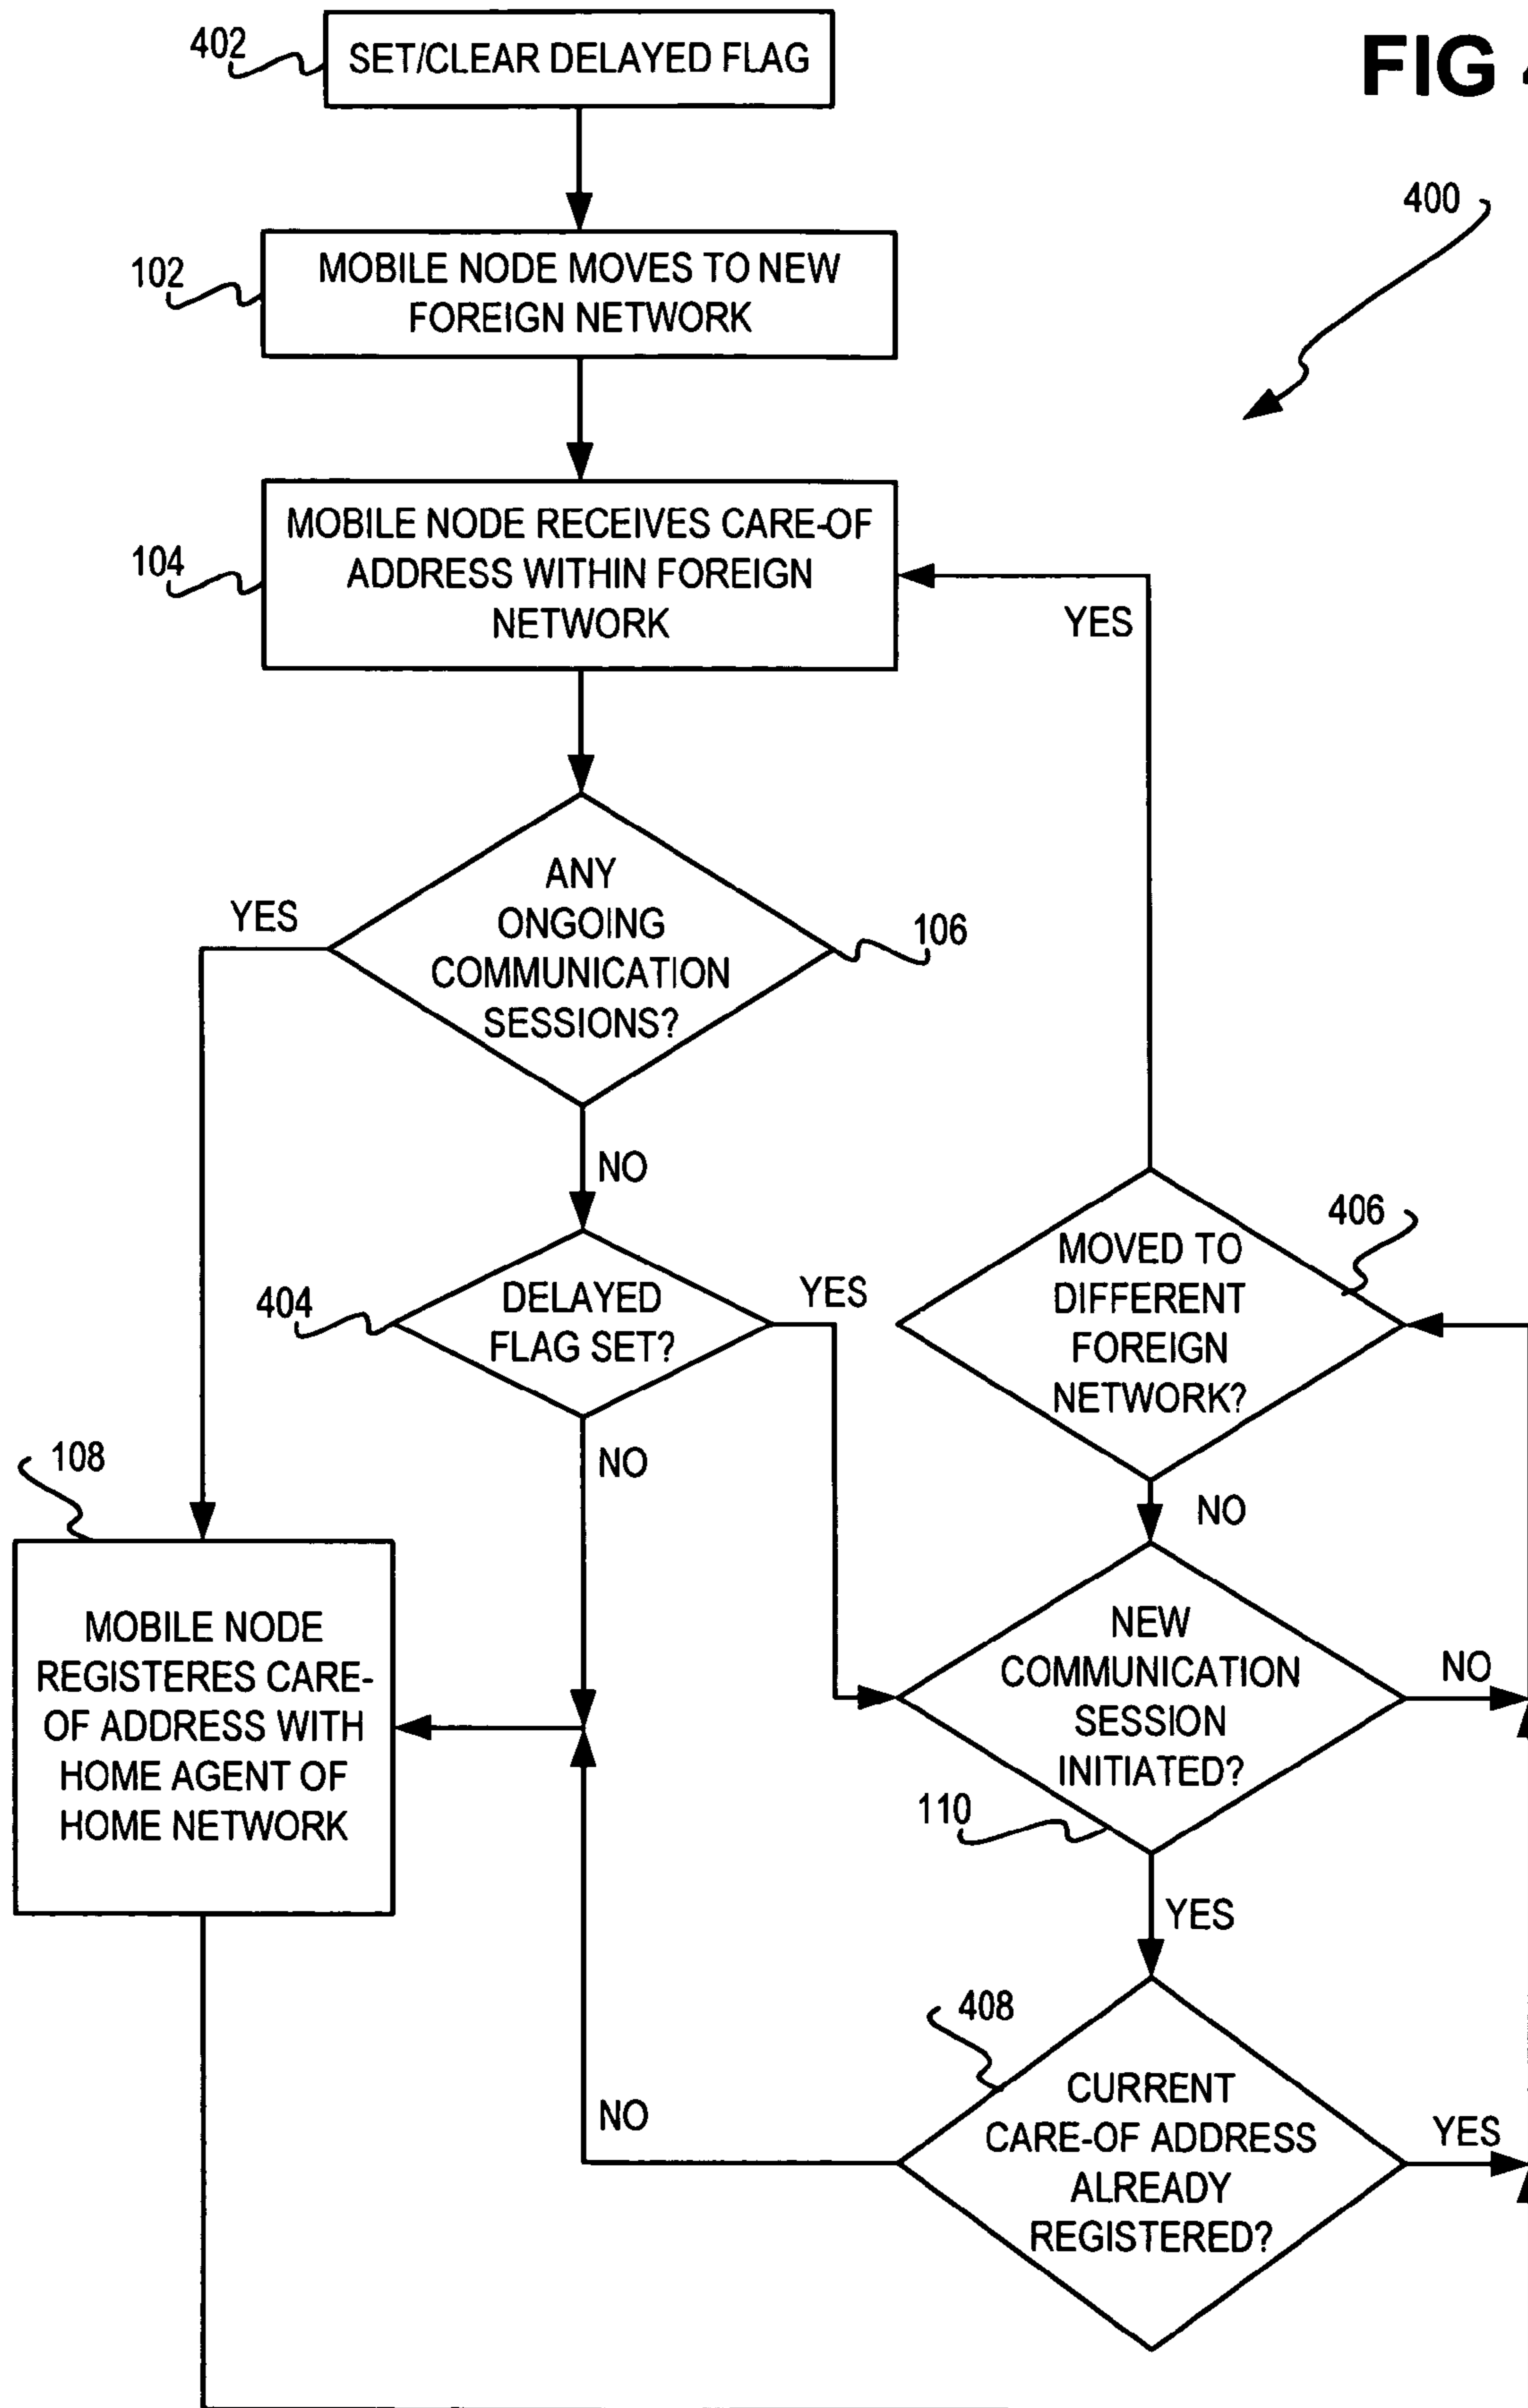 402
SET/CLEAR DELAYED FLAG
FIG 4
400
102
MOBILE NODE MOVES TO NEW
FOREIGN NETWORK
104
MOBILE NODE RECEIVES CARE-OF
ADDRESS WITHIN FOREIGN
NETWORK
YES
ANY
ONGOING
COMMUNICATION
SESSIONS?
YES
106
NO
406
MOVED TO
DIFFERENT
FOREIGN
NETWORK?
404
DELAYED
FLAG SET?
YES
NO
NO
108
MOBILE NODE
REGISTERES CARE-
OF ADDRESS WITH
HOME AGENT OF
HOME NETWORK
NEW
COMMUNICATION
SESSION
INITIATED?
NO
110
YES
408
CURRENT
CARE-OF ADDRESS
ALREADY
REGISTERED?
NO
YES